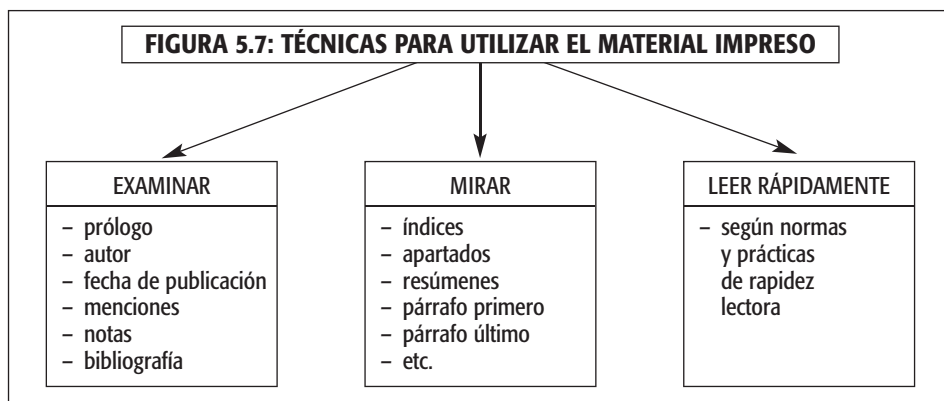 FIGURA 5.7: TÉCNICAS PARA UTILIZAR EL MATERIAL IMPRESO
EXAMINAR
– prólogo
– autor
– fecha de publicación
– menciones
– notas
– bibliografía
MIRAR
– índices
– apartados
– resúmenes
– párrafo primero
– párrafo último
– etc.
LEER RÁPIDAMENTE
– según normas
y prácticas
de rapidez
lectora